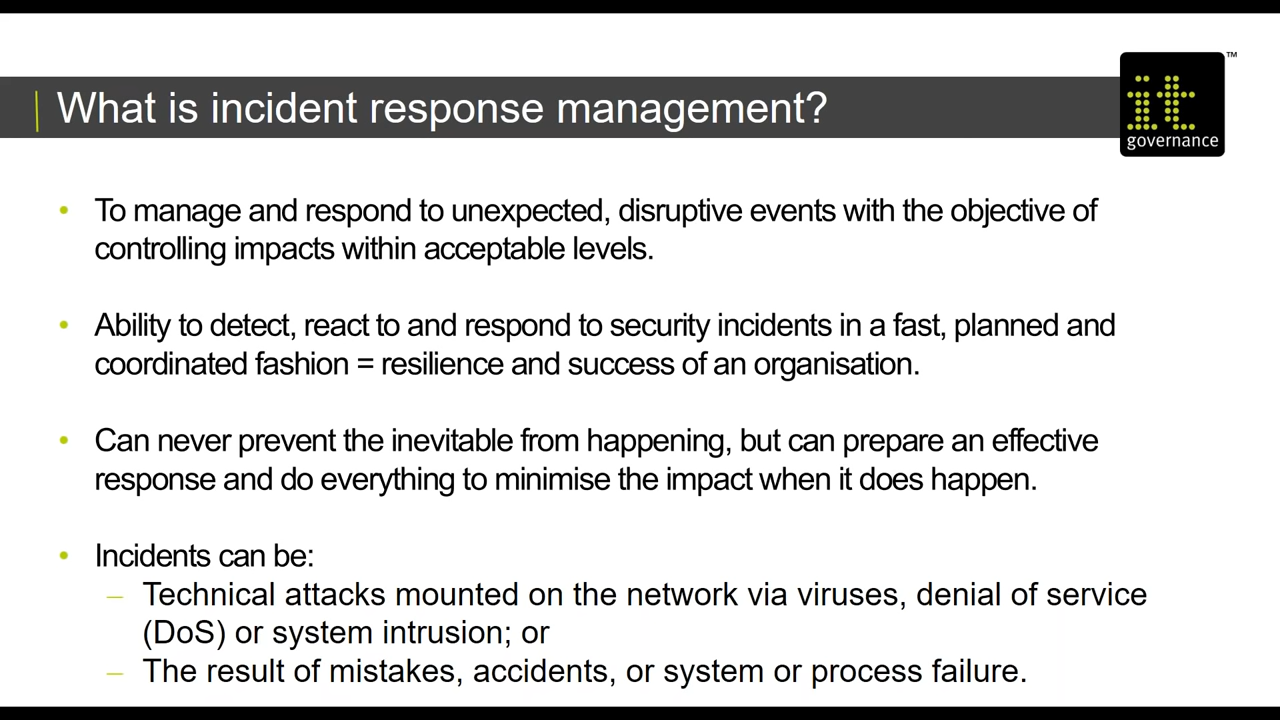 What is incident response management?
it
governance
™
• To manage and respond to unexpected, disruptive events with the objective of
controlling impacts within acceptable levels.
• Ability to detect, react to and respond to security incidents in a fast, planned and
coordinated fashion = resilience and success of an organisation.
• Can never prevent the inevitable from happening, but can prepare an effective
response and do everything to minimise the impact when it does happen.
• Incidents can be:
– Technical attacks mounted on the network via viruses, denial of service
(DoS) or system intrusion; or
– The result of mistakes, accidents, or system or process failure.